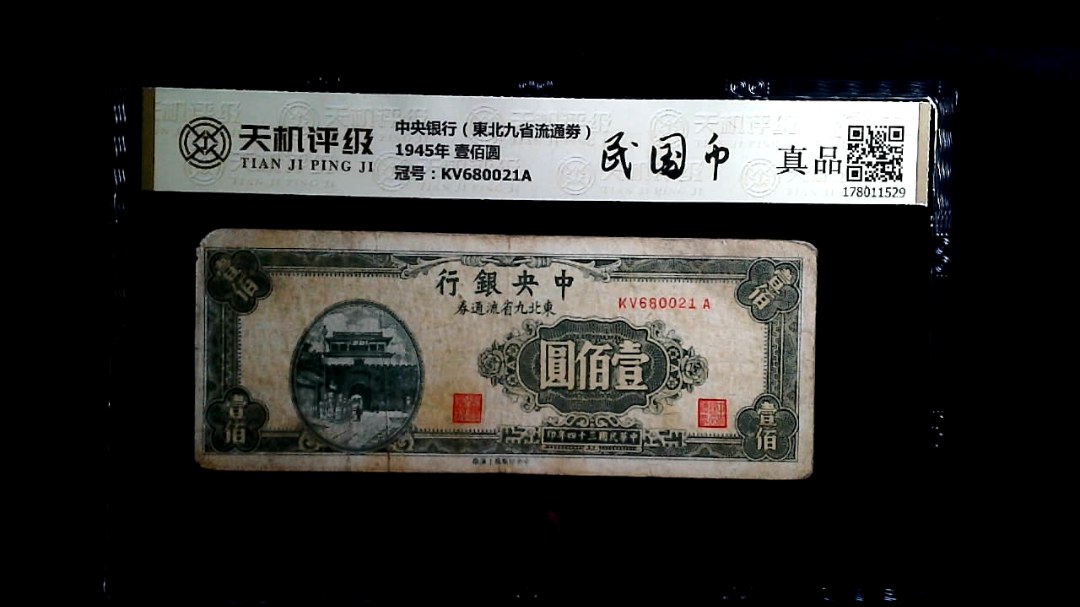 天机评级
TIAN JI PING JI
中央银行（東北九省流通券）
1945年 壹佰圆
冠号：KV680021A
民国币
真品
178011529
行銀央中
券通流省九北東
KV680021 A
壹佰
壹佰
圓佰壹
壹佰
壹佰
印年四十三國民華中